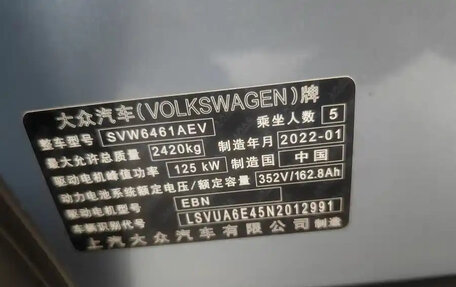 大众汽车(VOLKSWAGEN)牌
整车型号 SVW6461AEV 乘坐人数 5
最大允许总质量 2420kg 制造年月 2022-01
驱动电机峰值功率 125 kW 制造国 中国
动力电池系统额定电压/额定容量 352V/162.8Ah
驱动电机型号 EBN
车辆识别代号 LSVUA6E45N2012991
上汽大众汽车有限公司 制造